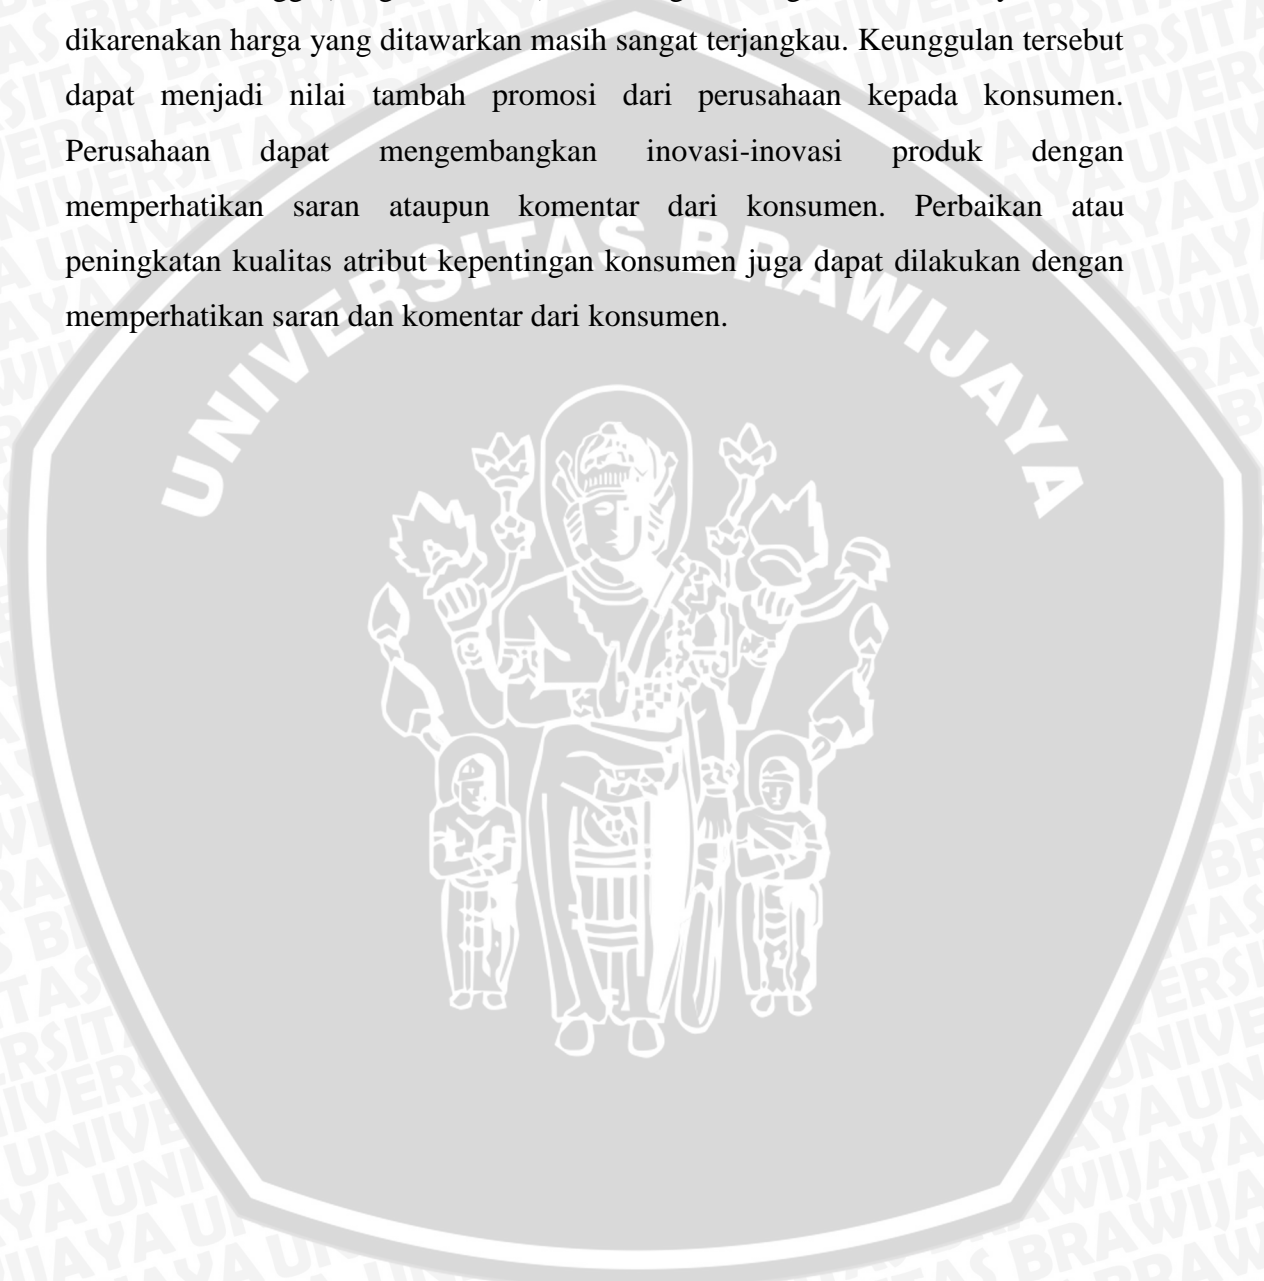 dikarenakan harga yang ditawarkan masih sangat terjangkau. Keunggulan tersebut
dapat menjadi nilai tambah promosi dari perusahaan kepada konsumen.
Perusahaan dapat mengembangkan inovasi-inovasi produk dengan
memperhatikan saran ataupun komentar dari konsumen. Perbaikan atau
peningkatan kualitas atribut kepentingan konsumen juga dapat dilakukan dengan
memperhatikan saran dan komentar dari konsumen.
UNIVERSITAS BRAWIJAYA